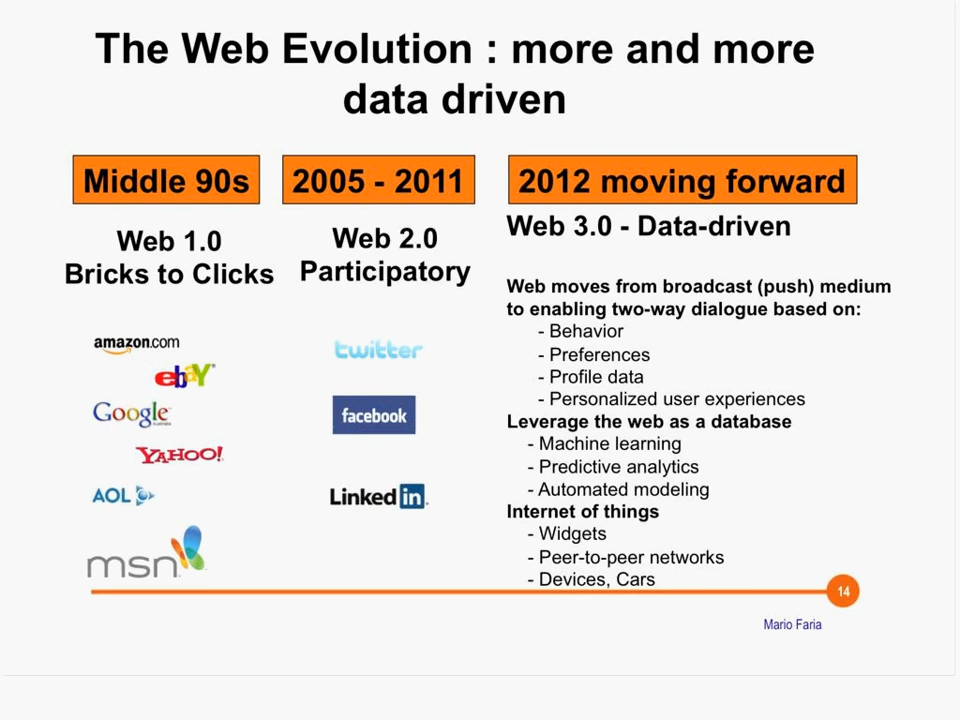 The Web Evolution : more and more
data driven
Middle 90s
Web 1.0
Bricks to Clicks
amazon.com
ebaY
Google
YAHOO!
AOL
msn
2005 - 2011
Web 2.0
Participatory
twitter
facebook
Linked in
2012 moving forward
Web 3.0 - Data-driven
Web moves from broadcast (push) medium
to enabling two-way dialogue based on:
- Behavior
- Preferences
- Profile data
- Personalized user experiences
Leverage the web as a database
- Machine learning
- Predictive analytics
- Automated modeling
Internet of things
- Widgets
- Peer-to-peer networks
- Devices, Cars
14
Mario Faria